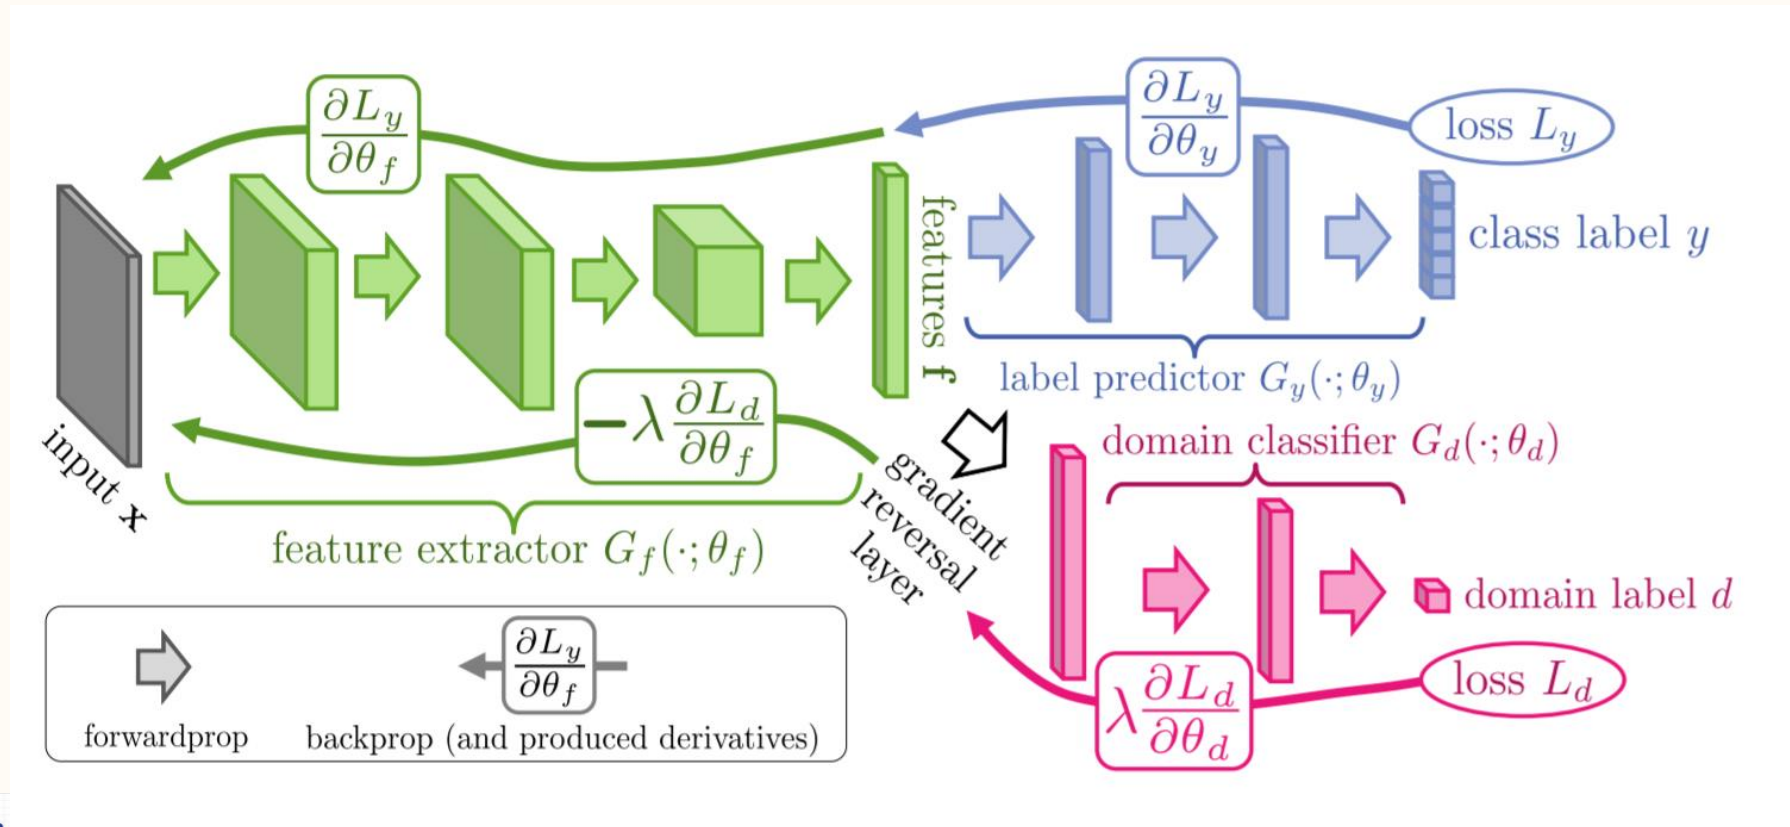 ∂L_y
∂θ_f
∂L_y
∂θ_y
loss L_y
features f
class label y
label predictor G_y(·; θ_y)
−λ ∂L_d
∂θ_f
input x
feature extractor G_f(·; θ_f)
gradient
reversal
layer
domain classifier G_d(·; θ_d)
domain label d
loss L_d
λ ∂L_d
∂θ_d
∂L_y
∂θ_f
forwardprop
backprop (and produced derivatives)